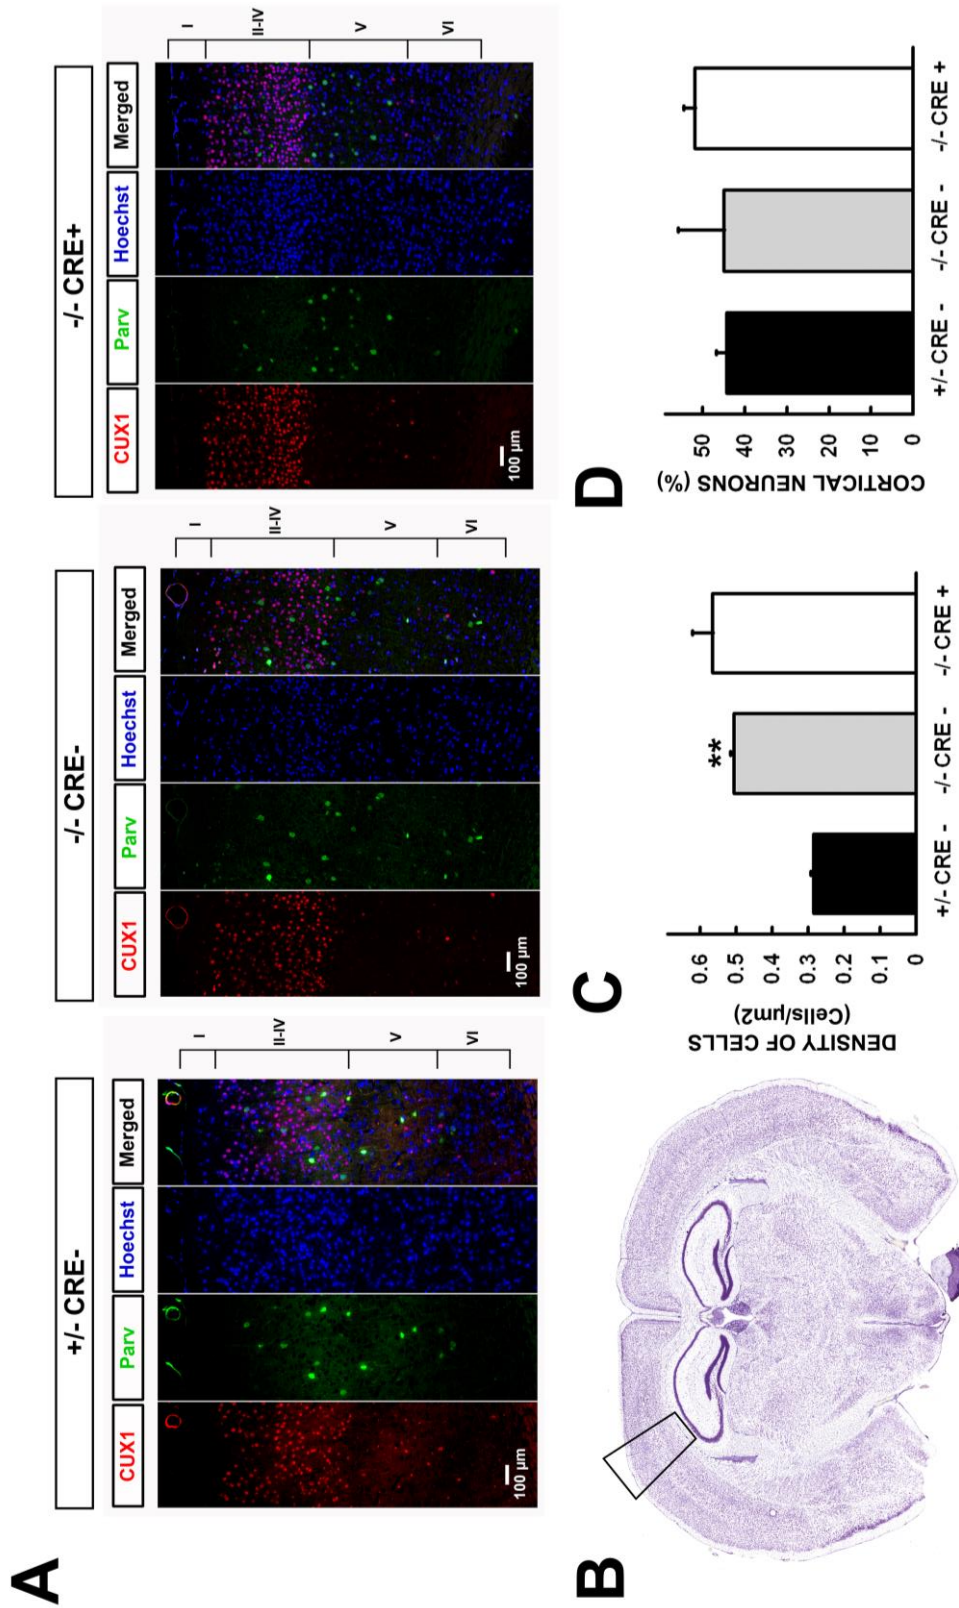 A
+/- CRE-
CUX1 Parv Hoechst Merged
I
II-IV
V
VI
100 µm
-/- CRE-
CUX1 Parv Hoechst Merged
I
II-IV
V
VI
100 µm
-/- CRE+
CUX1 Parv Hoechst Merged
I
II-IV
V
VI
100 µm
B
C
DENSITY OF CELLS
(Cells/µm2)
0.6
0.5
0.4
0.3
0.2
0.1
0
**
+/- CRE - -/- CRE - -/- CRE +
D
CORTICAL NEURONS (%)
50
40
30
20
10
0
+/- CRE - -/- CRE - -/- CRE +